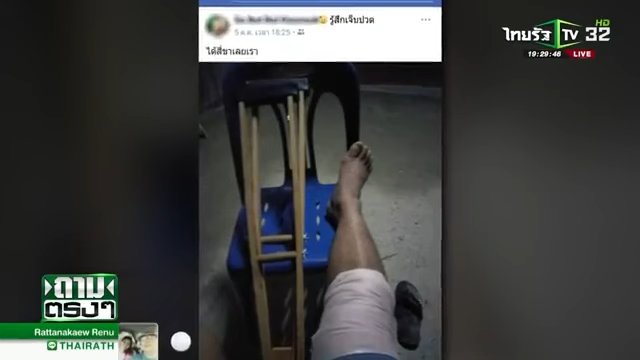 รู้สึกเจ็บปวด
5 ต.ค. เวลา 18:25
ได้สี่ขาเลยเรา
ไทยรัฐ TV HD 32
19:29:46 LIVE
ถาม
ตรงๆ
Rattanakaew Renu
THAIRATH